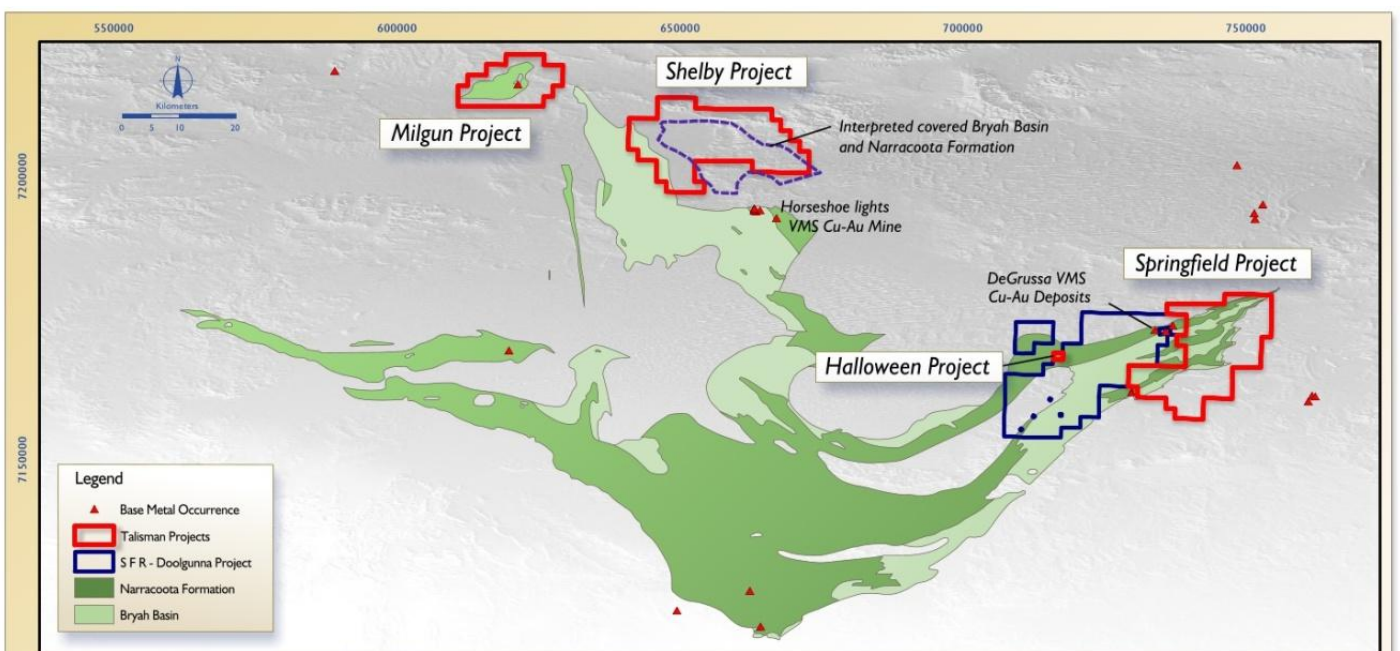 550000
600000
650000
700000
750000
N
Kilometers
0 5 10 20
Milgun Project
Shelby Project
Interpreted covered Bryah Basin
and Narracoota Formation
7200000
Horseshoe lights
VMS Cu-Au Mine
Springfield Project
DeGrussa VMS
Cu-Au Deposits
Halloween Project
7150000
Legend
Base Metal Occurrence
Talisman Projects
S F R - Doolgunna Project
Narracoota Formation
Bryah Basin